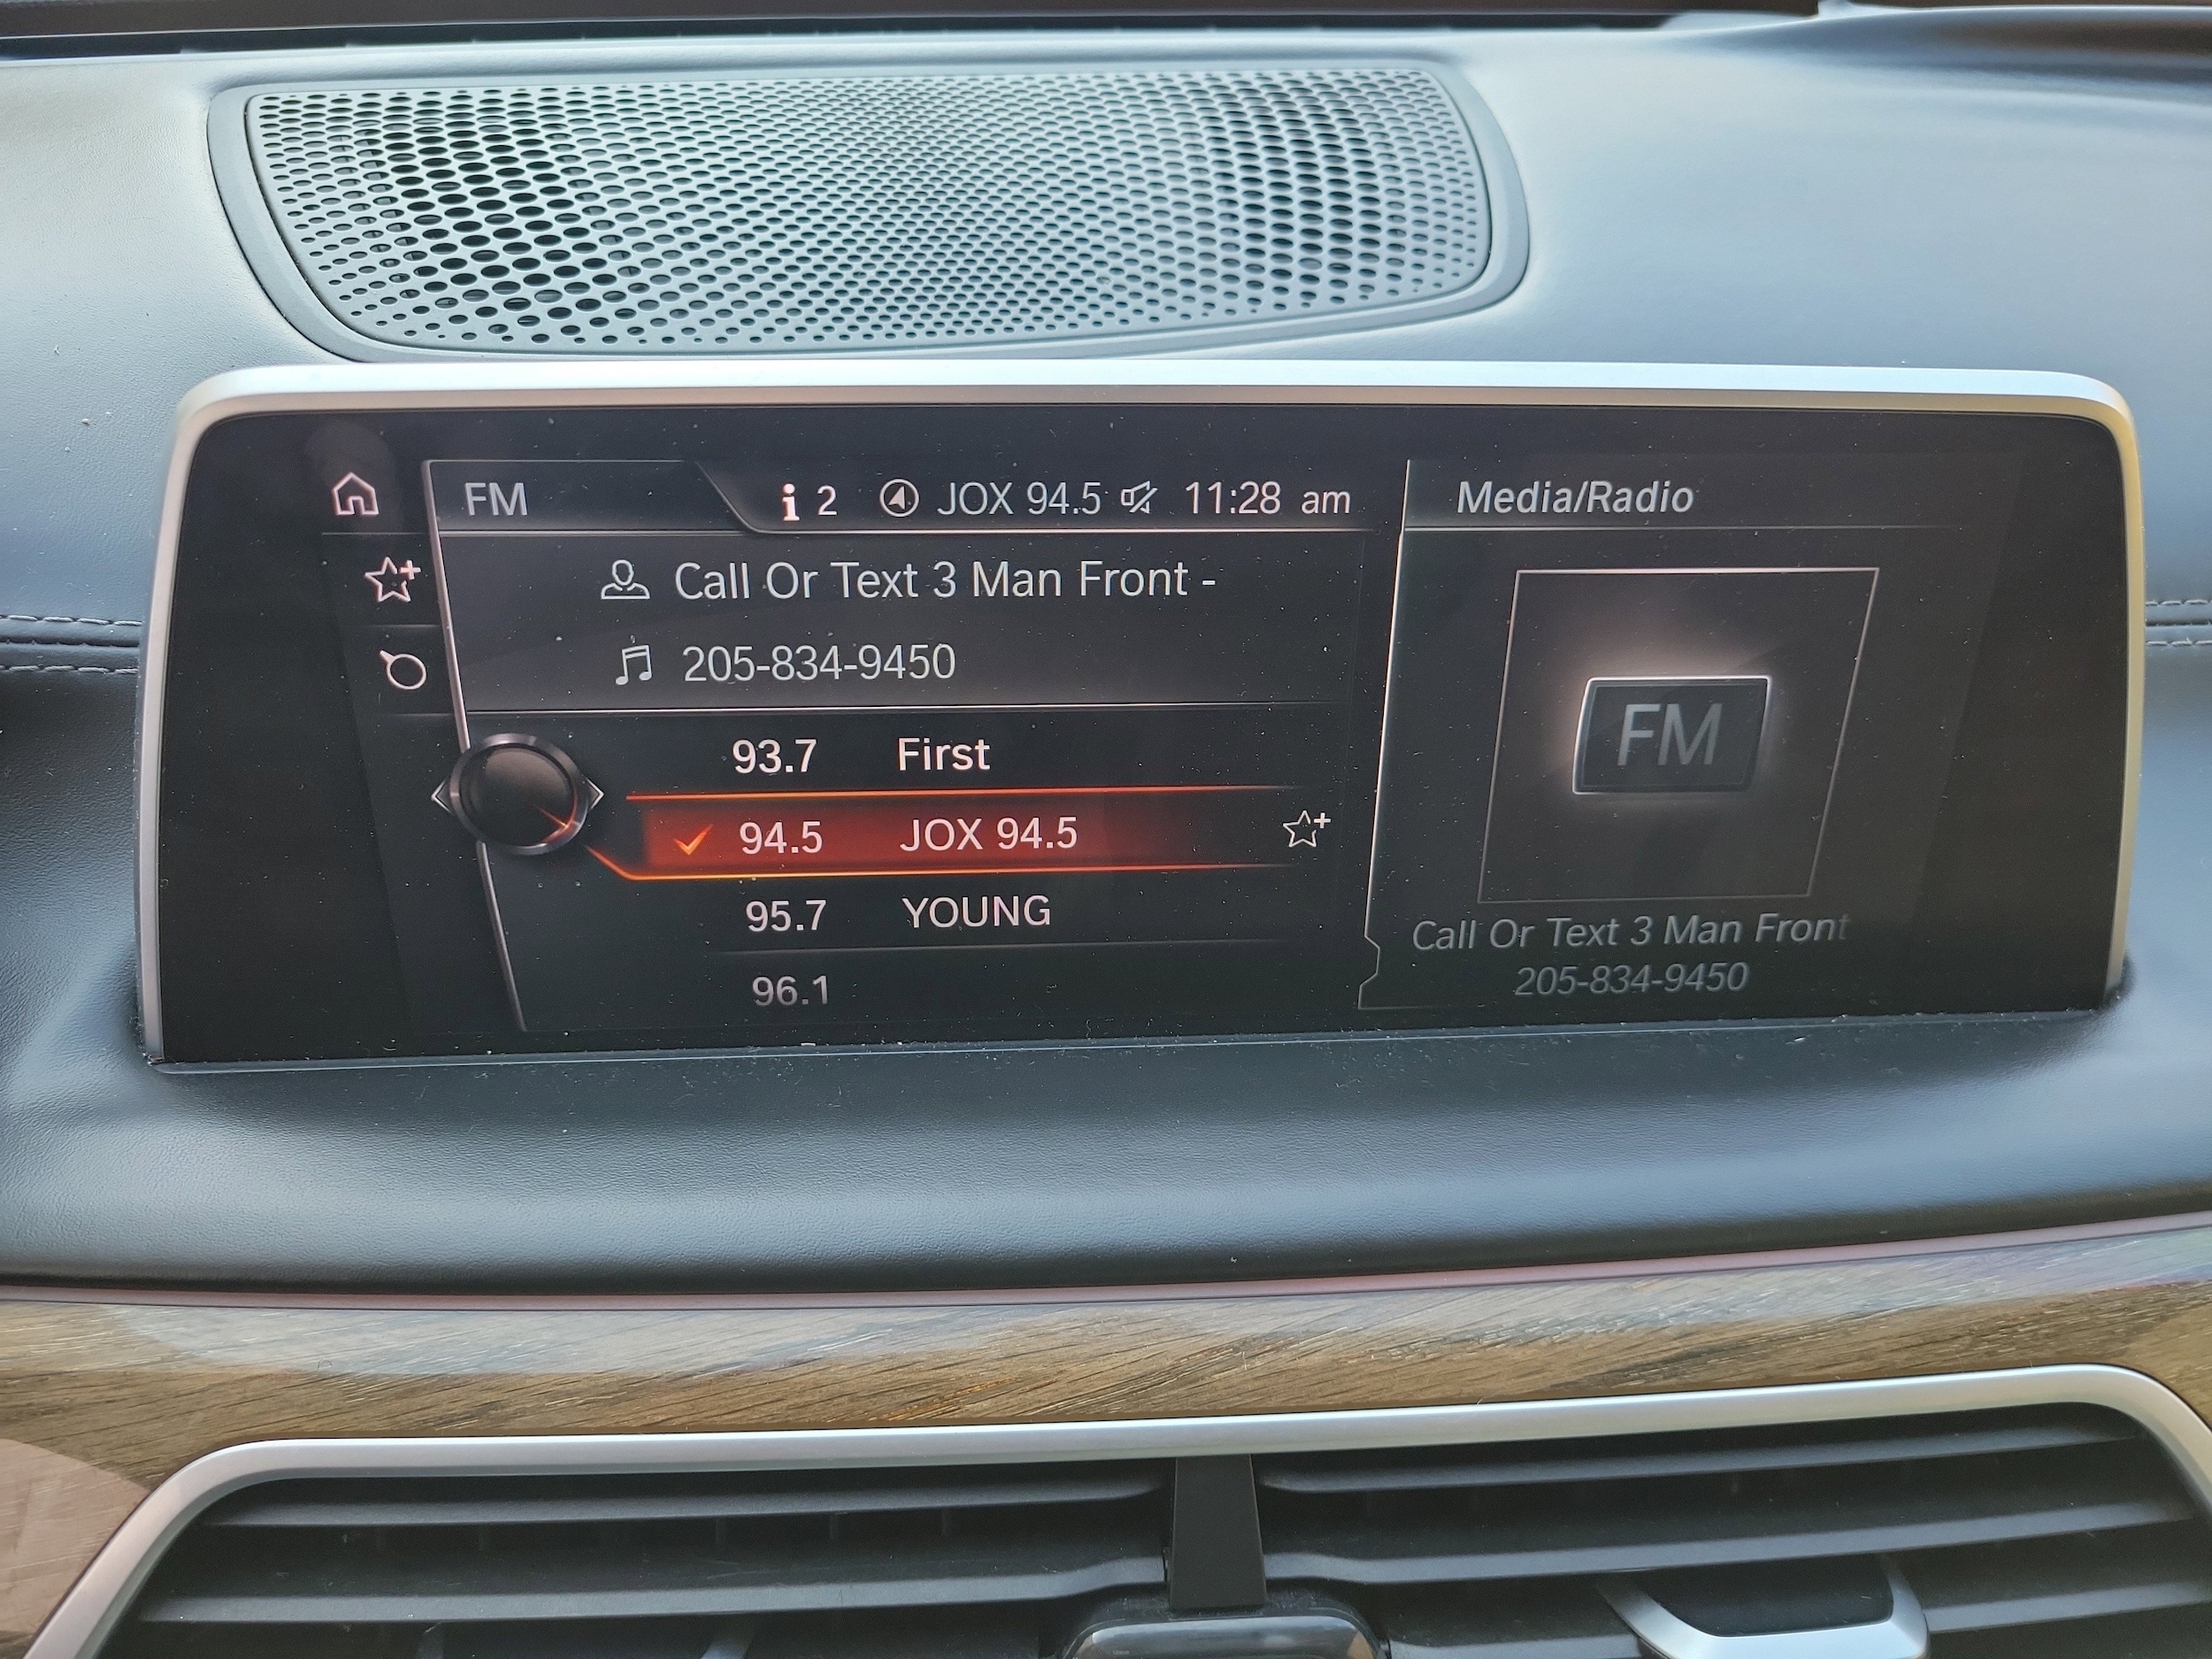 FM
i 2 JOX 94.5 11:28 am
Media/Radio
Call Or Text 3 Man Front -
205-834-9450
93.7 First
94.5 JOX 94.5
95.7 YOUNG
96.1
FM
Call Or Text 3 Man Front
205-834-9450